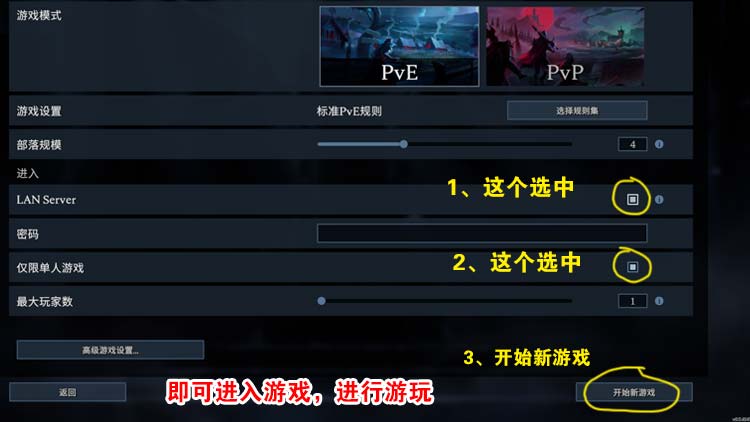 游戏模式
PvE
PvP
游戏设置
标准PvE规则
选择规则集
部落规模
4
进入
LAN Server
1、这个选中
密码
仅限单人游戏
2、这个选中
最大玩家数
1
高级游戏设置...
3、开始新游戏
返回
即可进入游戏，进行游玩
开始新游戏